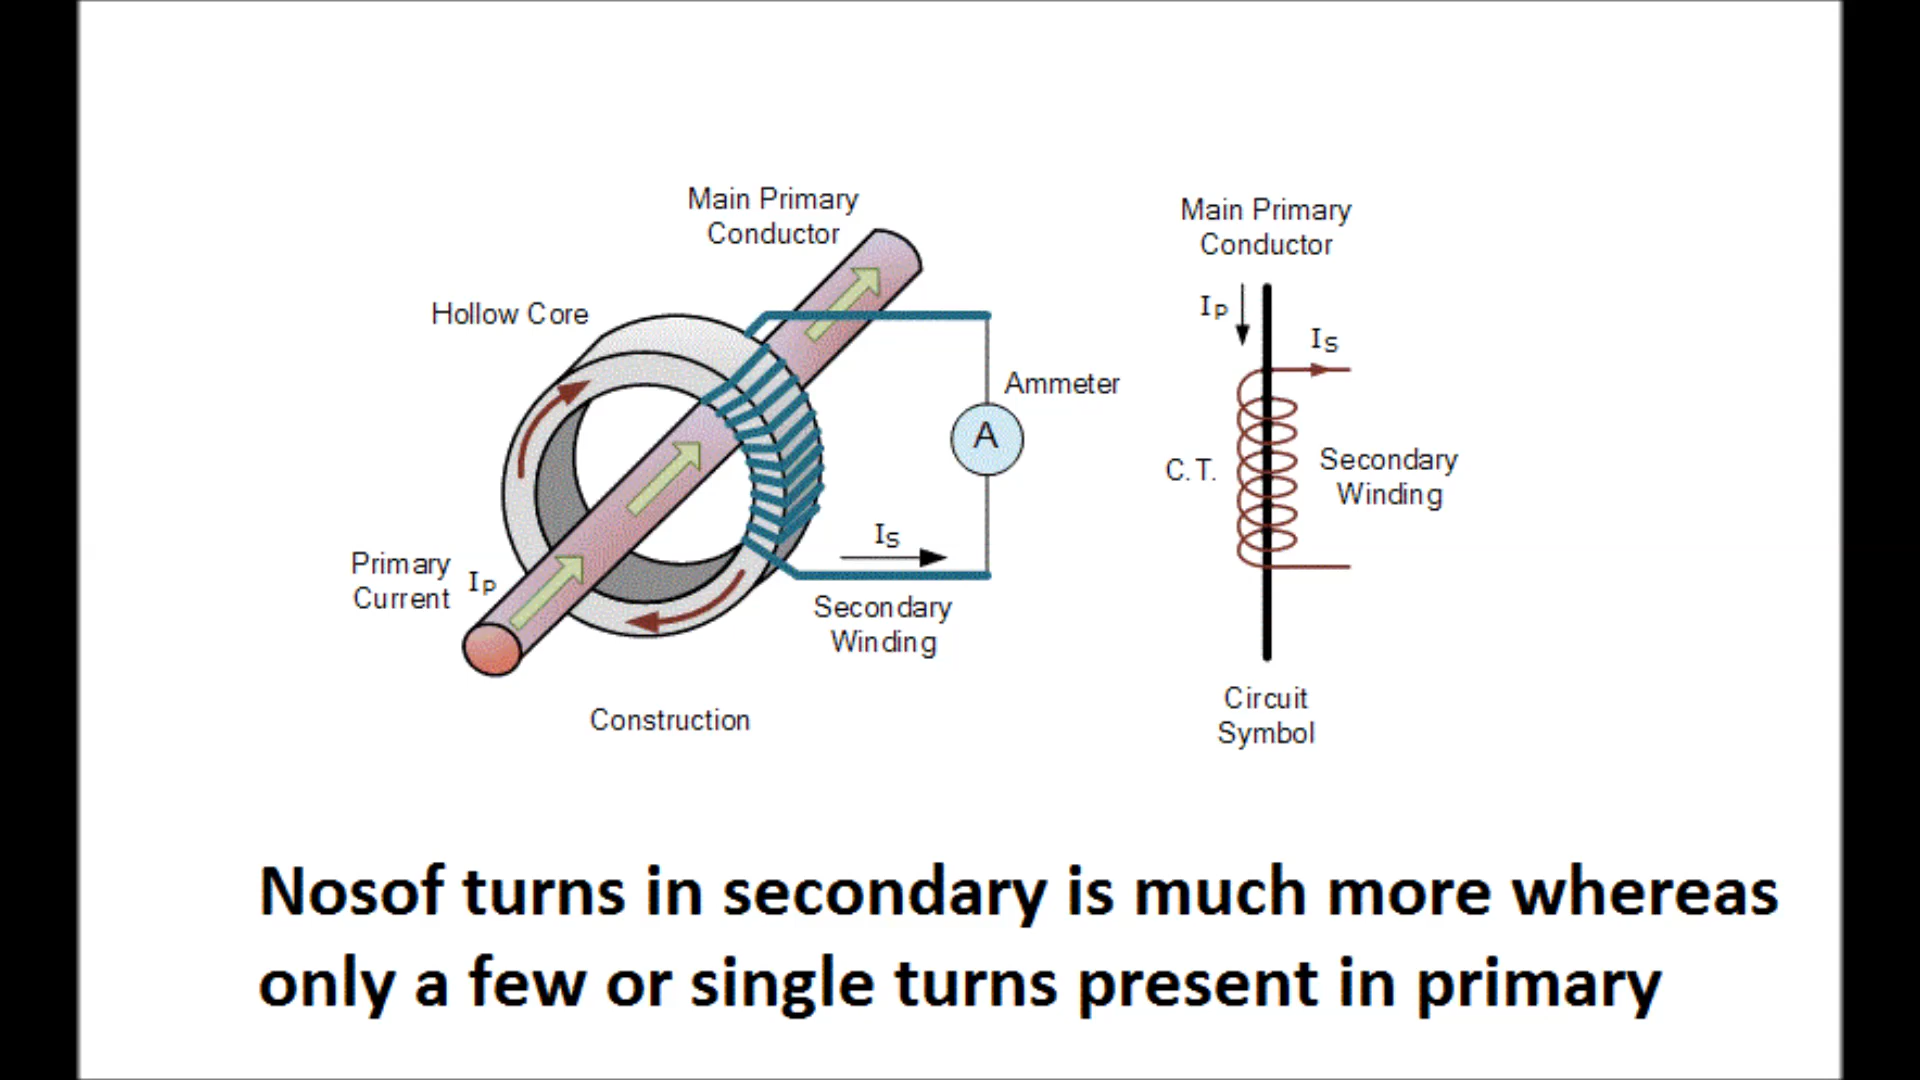 Main Primary
Conductor
Hollow Core
Ammeter
A
Primary
Current
IP
IS
Secondary
Winding
Construction
Main Primary
Conductor
IP
IS
C.T.
Secondary
Winding
Circuit
Symbol
Nosof turns in secondary is much more whereas
only a few or single turns present in primary